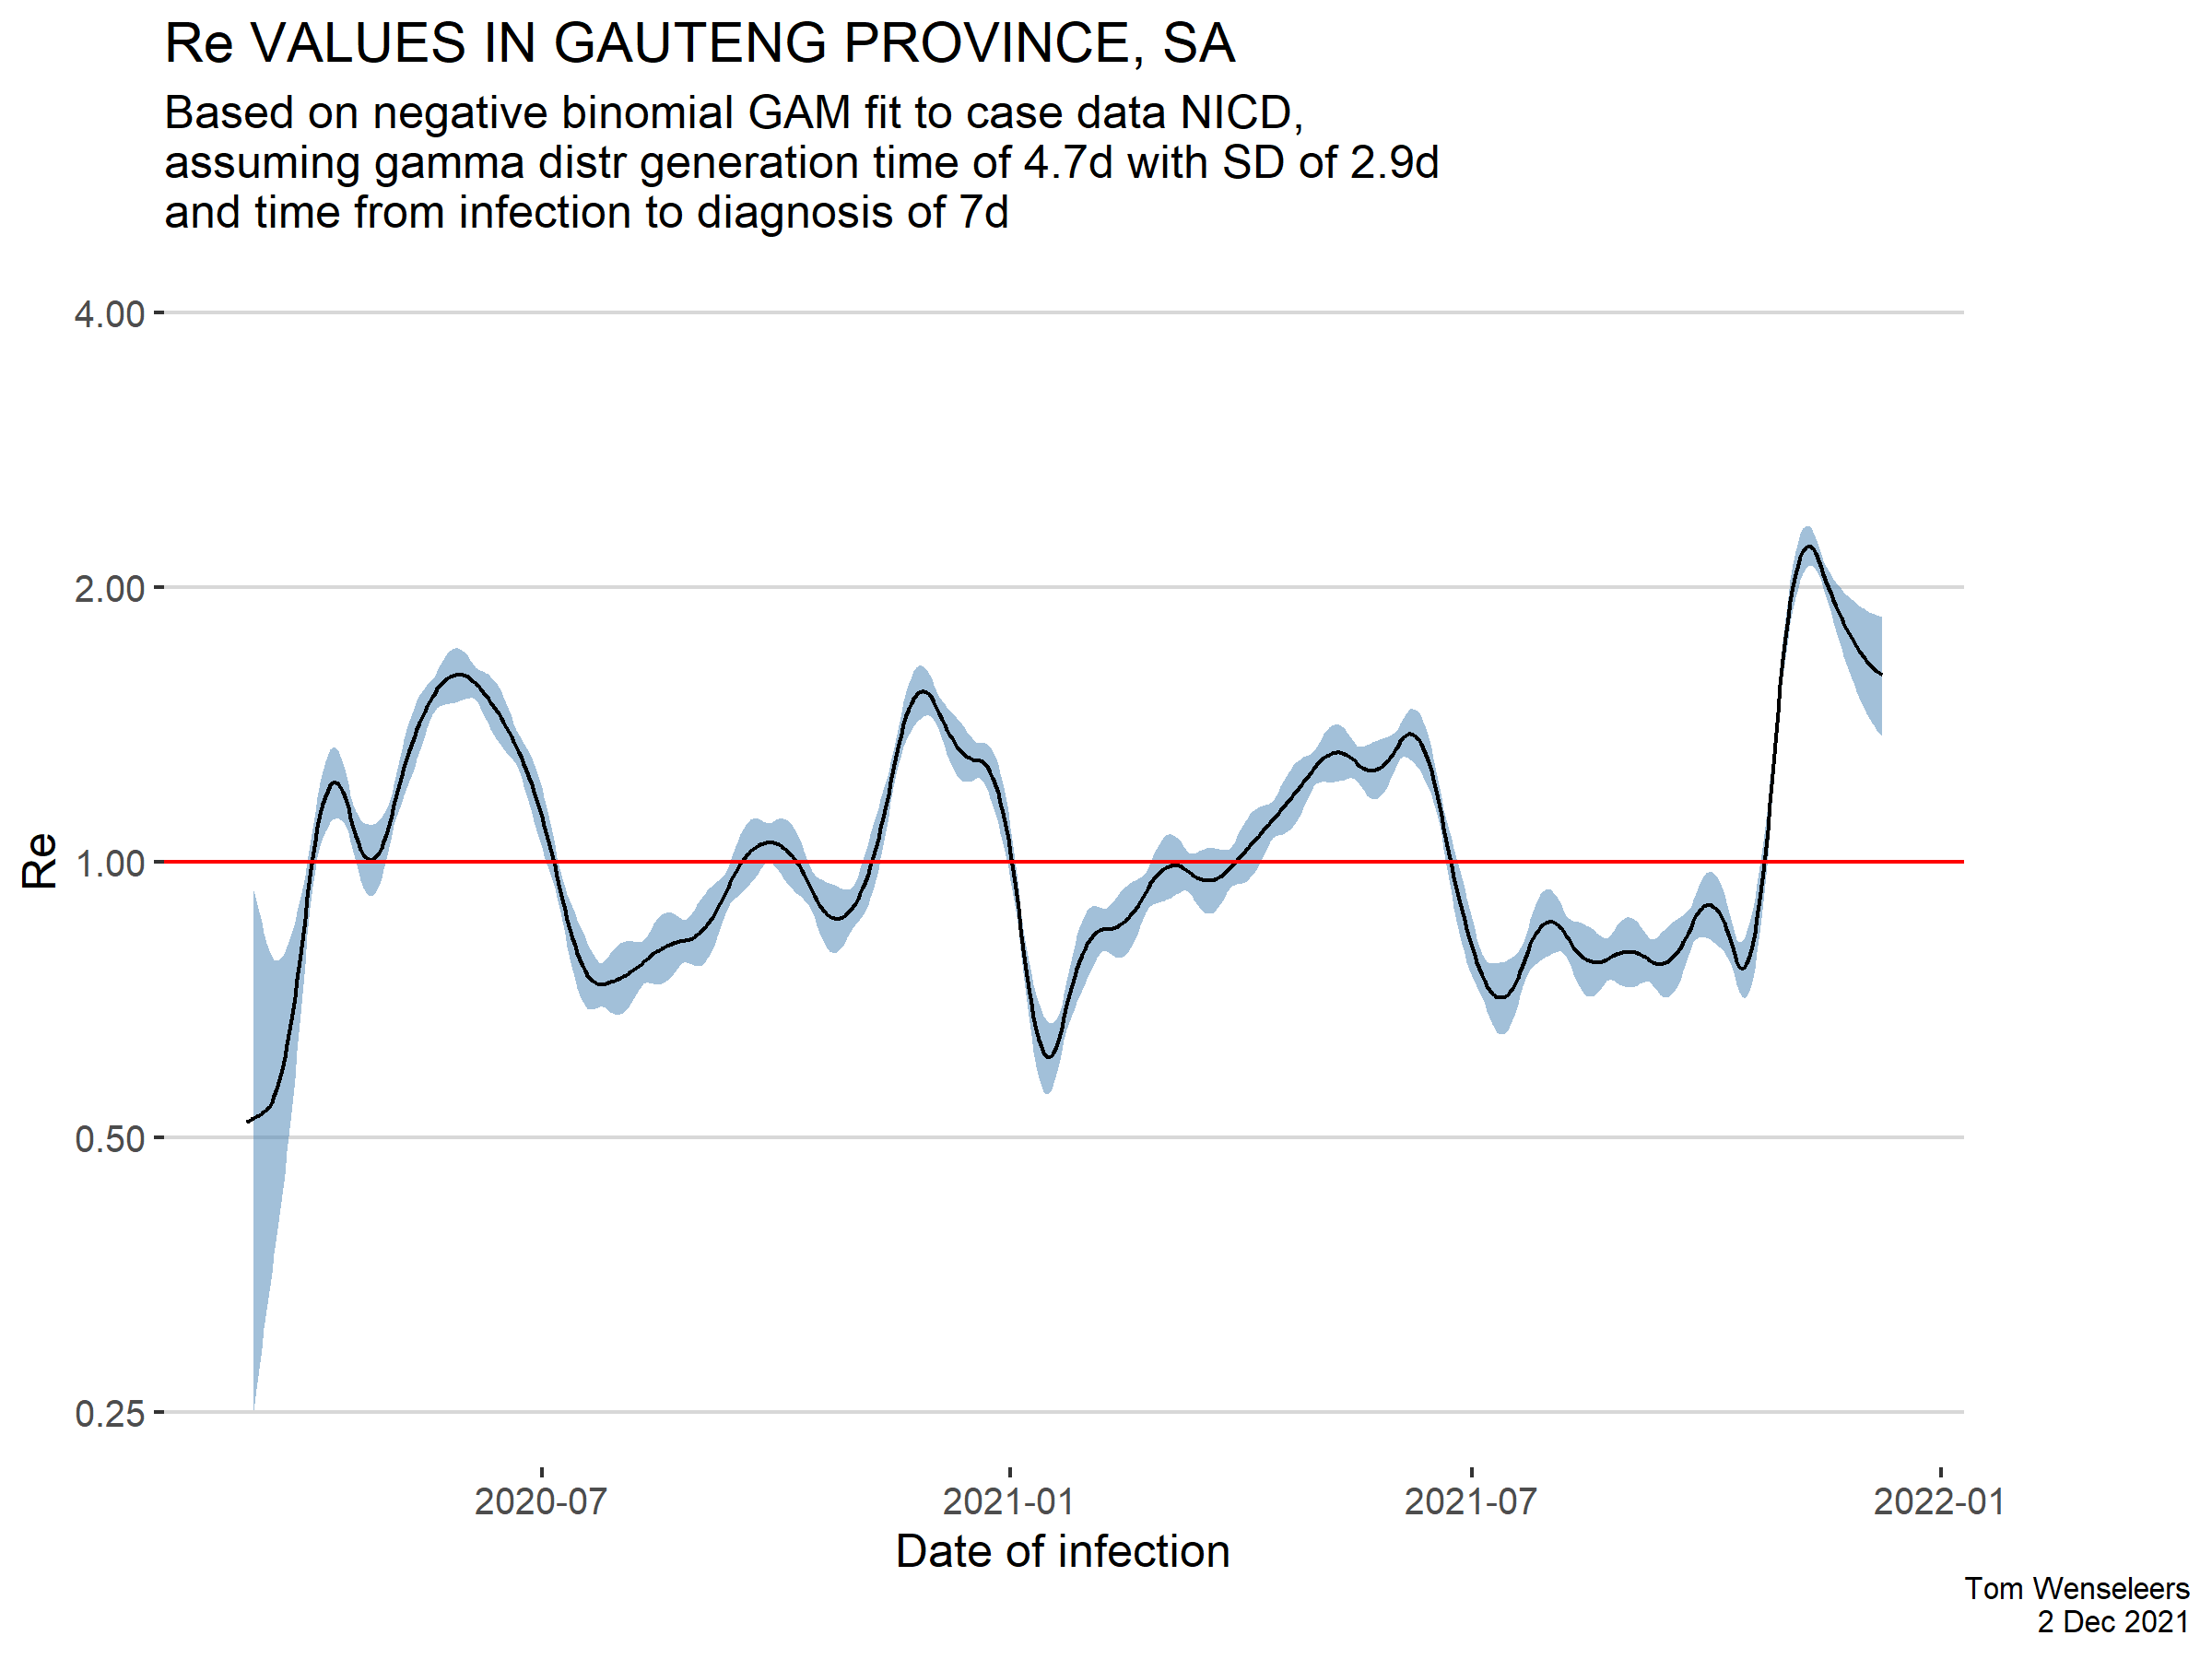 Re VALUES IN GAUTENG PROVINCE, SA
Based on negative binomial GAM fit to case data NICD,
assuming gamma distr generation time of 4.7d with SD of 2.9d
and time from infection to diagnosis of 7d
4.00
2.00
1.00
0.50
0.25
Re
2020-07
2021-01
2021-07
2022-01
Date of infection
Tom Wenseleers
2 Dec 2021